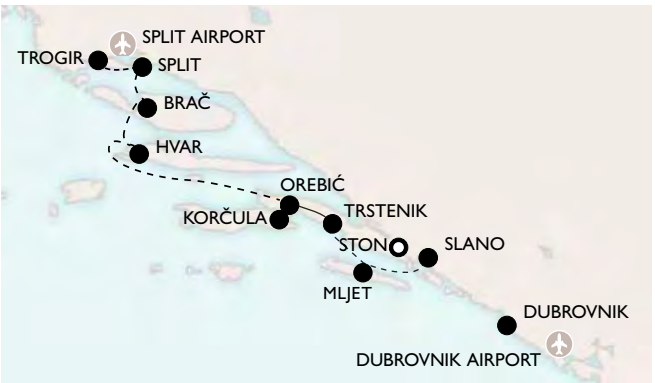 SPLIT AIRPORT
TROGIR
SPLIT
BRAČ
HVAR
OREBIĆ
KORČULA
TRSTENIK
STON
SLANO
MLJET
DUBROVNIK
DUBROVNIK AIRPORT